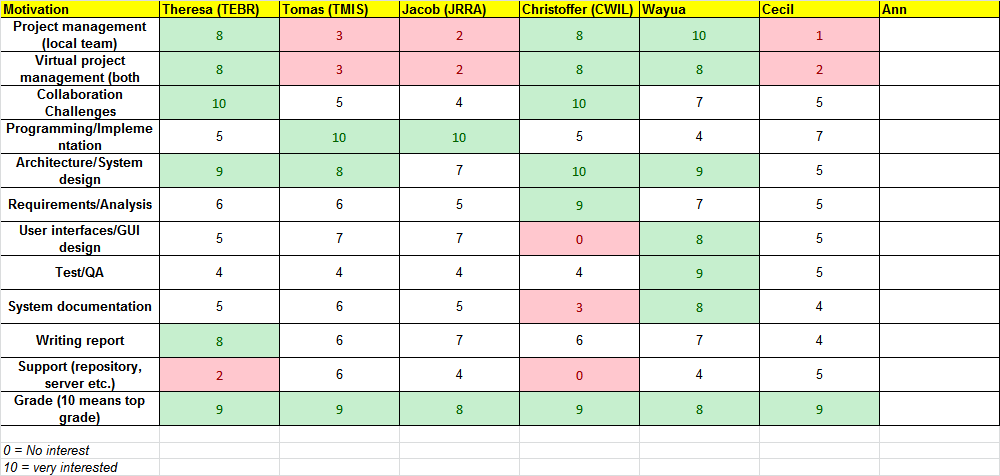 Motivation Theresa (TEBR) Tomas (TMIS) Jacob (JRRA) Christoffer (CWIL) Wayua Cecil Ann
Project management
(local team) 8 3 2 8 10 1
Virtual project
management (both 8 3 2 8 8 2
Collaboration
Challenges 10 5 4 10 7 5
Programming/Impleme
ntation 5 10 10 5 4 7
Architecture/System
design 9 8 7 10 9 5
Requirements/Analysis 6 6 5 9 7 5
User interfaces/GUI
design 5 7 7 0 8 5
Test/QA 4 4 4 4 9 5
System documentation 5 6 5 3 8 4
Writing report 8 6 7 6 7 4
Support (repository,
server etc.) 2 6 4 0 4 5
Grade (10 means top
grade) 9 9 8 9 8 9
0 = No interest
10 = very interested